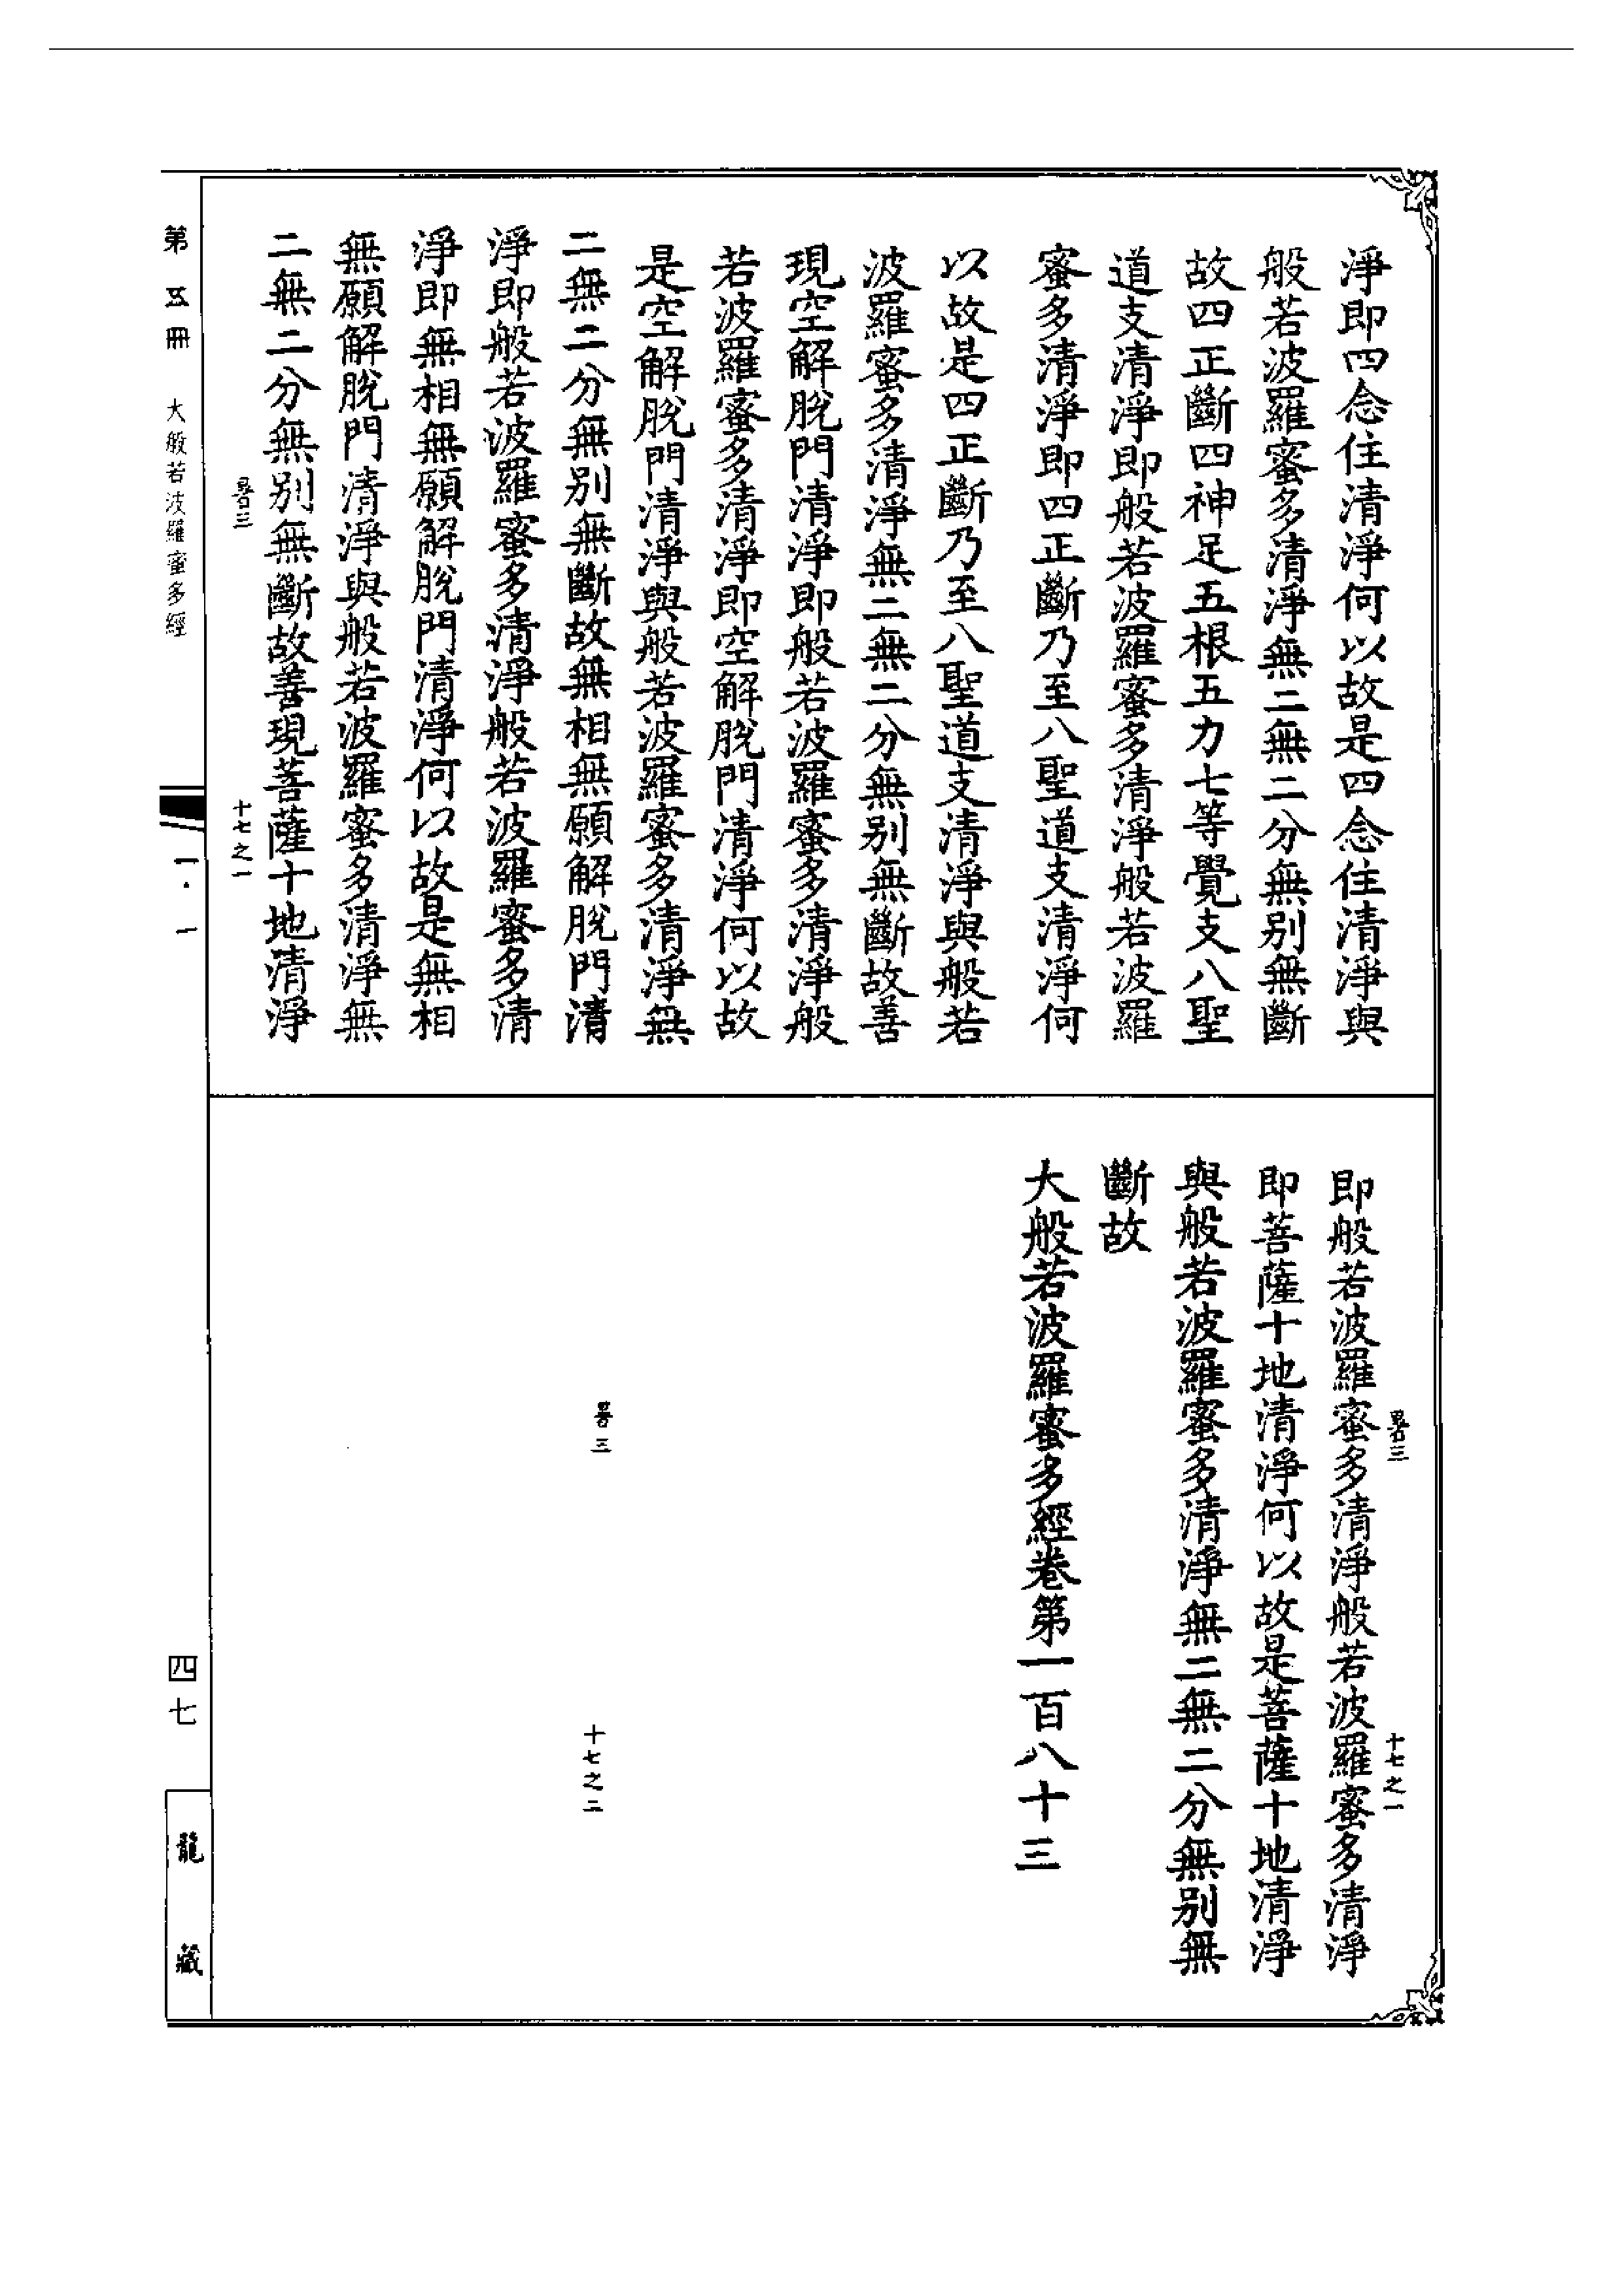 淨即四念住清淨何以故是四念住清淨與
般若波羅蜜多清淨無二無二分無別無斷
故四正斷四神足五根五力七等覺支八聖
道支清淨即般若波羅蜜多清淨般若波羅
蜜多清淨即四正斷乃至八聖道支清淨何
以故是四正斷乃至八聖道支清淨與般若
波羅蜜多清淨無二無二分無別無斷故善
現空解脫門清淨即般若波羅蜜多清淨般
若波羅蜜多清淨即空解脫門清淨何以故
是空解脫門清淨與般若波羅蜜多清淨無
二無二分無別無斷故無相無願解脫門清
淨即般若波羅蜜多清淨般若波羅蜜多清
淨即無相無願解脫門清淨何以故是無相
無願解脫門清淨與般若波羅蜜多清淨無
二無二分無別無斷故善現菩薩十地清淨
三 十七之一
第五冊 大般若波羅蜜多經
一·一
三 十七之一
即般若波羅蜜多清淨般若波羅蜜多清淨
即菩薩十地清淨何以故是菩薩十地清淨
與般若波羅蜜多清淨無二無二分無別無
斷故
大般若波羅蜜多經卷第一百八十三
三 十七之二
四七
龍藏